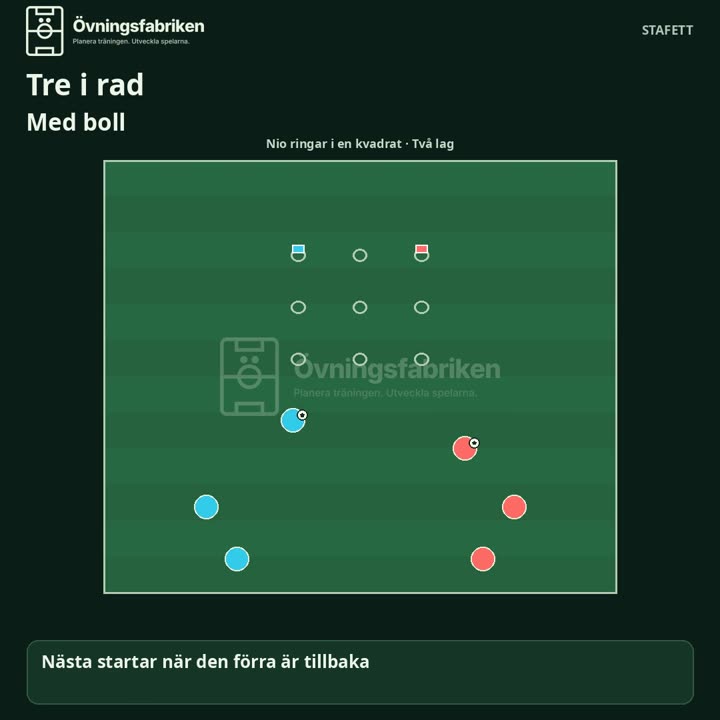 Övningsfabriken
Planera träningen. Utveckla spelarna.
STAFETT
Tre i rad
Med boll
Nio ringar i en kvadrat · Två lag
Övningsfabriken
Planera träningen. Utveckla spelarna.
Nästa startar när den förra är tillbaka